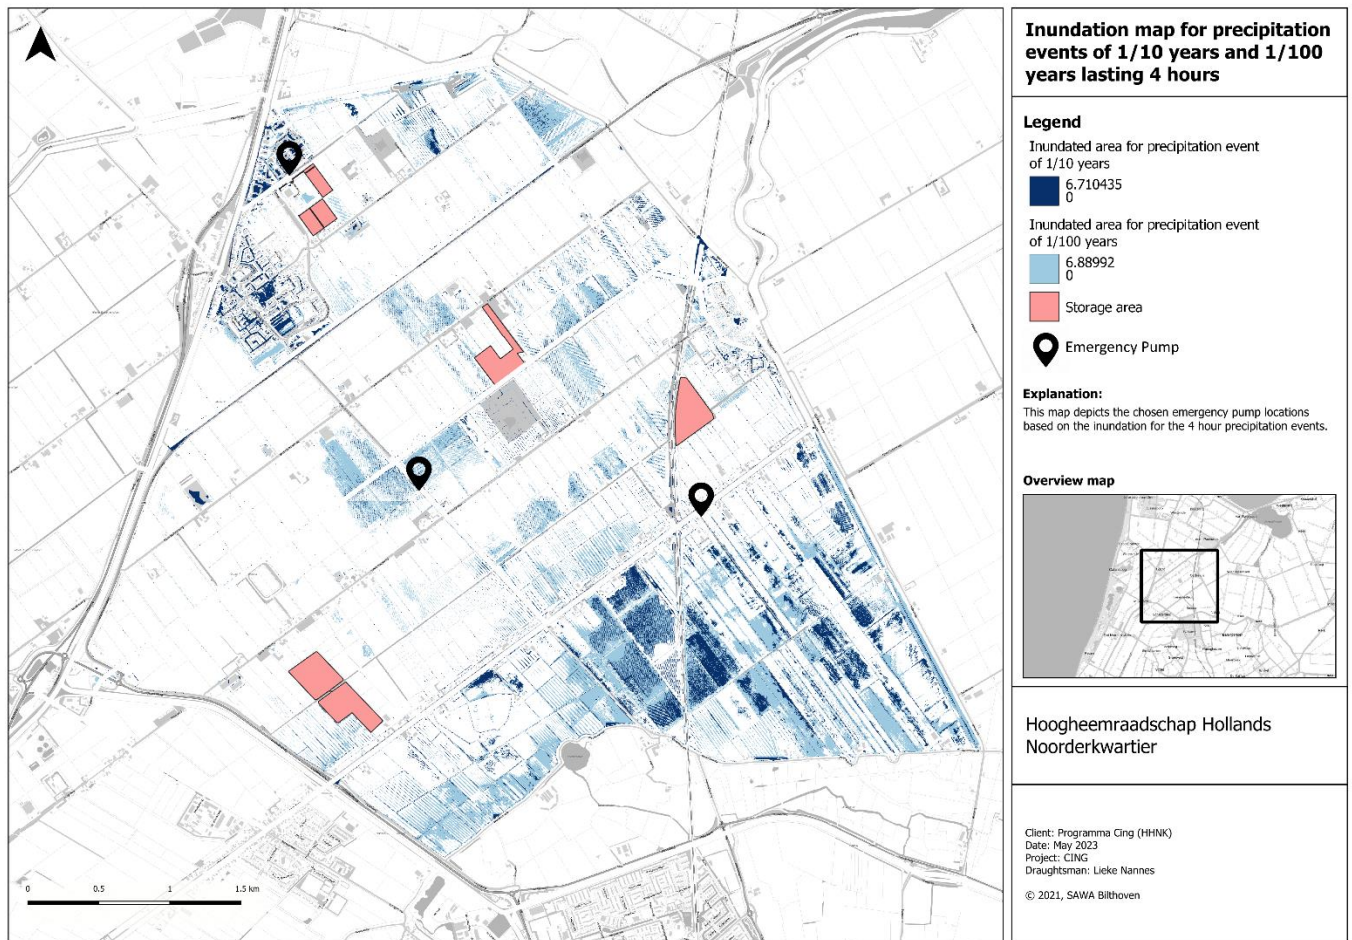 Inundation map for precipitation
events of 1/10 years and 1/100
years lasting 4 hours
Legend
Inundated area for precipitation event
of 1/10 years
6.710435
0
Inundated area for precipitation event
of 1/100 years
6.88992
0
Storage area
Emergency Pump
Explanation:
This map depicts the chosen emergency pump locations
based on the inundation for the 4 hour precipitation events.
Overview map
Hoogheemraadschap Hollands
Noorderkwartier
Client: Programma Cing (HHNK)
Date: May 2023
Project: CING
Draughtsman: Lieke Nannes
© 2021, SAWA Bilthoven
0 0.5 1 1.5 km